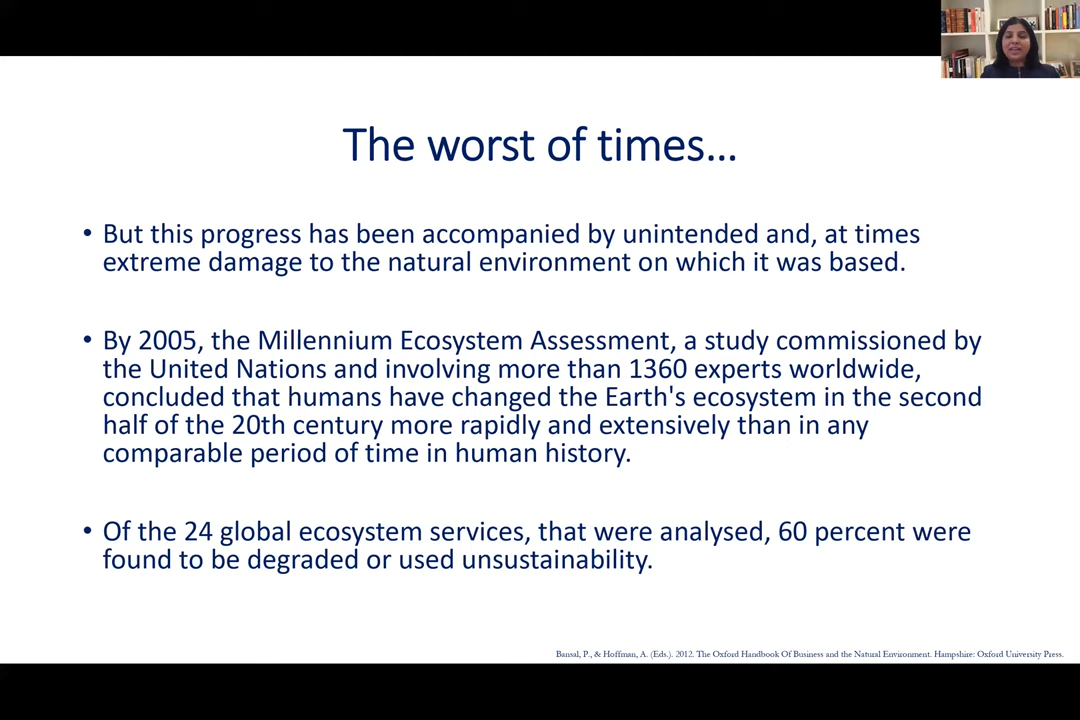 The worst of times...
• But this progress has been accompanied by unintended and, at times
extreme damage to the natural environment on which it was based.
• By 2005, the Millennium Ecosystem Assessment, a study commissioned by
the United Nations and involving more than 1360 experts worldwide,
concluded that humans have changed the Earth's ecosystem in the second
half of the 20th century more rapidly and extensively than in any
comparable period of time in human history.
• Of the 24 global ecosystem services, that were analysed, 60 percent were
found to be degraded or used unsustainability.
Bansal, P., & Hoffman, A. (Eds.). 2012. The Oxford Handbook Of Business and the Natural Environment. Hampshire: Oxford University Press.